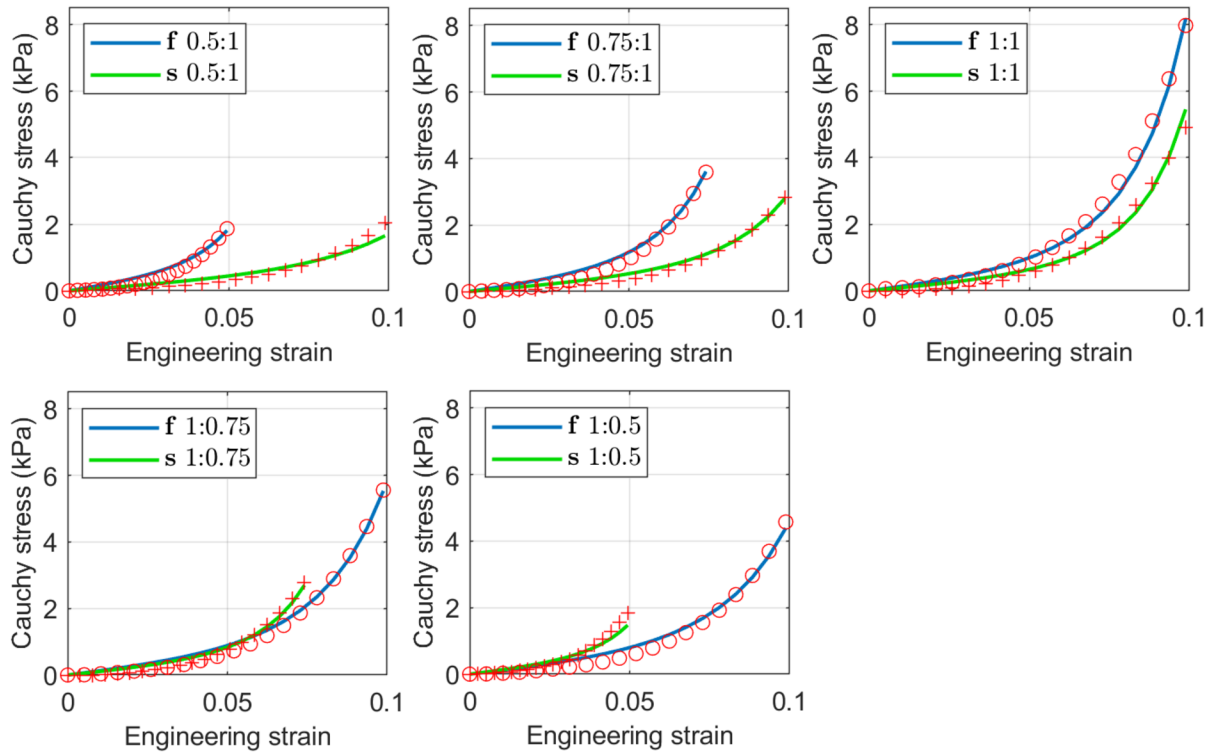 8
6
4
2
0
Cauchy stress (kPa)
f 0.5:1
s 0.5:1
0
0.05
0.1
Engineering strain
8
6
4
2
0
Cauchy stress (kPa)
f 0.75:1
s 0.75:1
0
0.05
0.1
Engineering strain
8
6
4
2
0
Cauchy stress (kPa)
f 1:1
s 1:1
0
0.05
0.1
Engineering strain
8
6
4
2
0
Cauchy stress (kPa)
f 1:0.75
s 1:0.75
0
0.05
0.1
Engineering strain
8
6
4
2
0
Cauchy stress (kPa)
f 1:0.5
s 1:0.5
0
0.05
0.1
Engineering strain